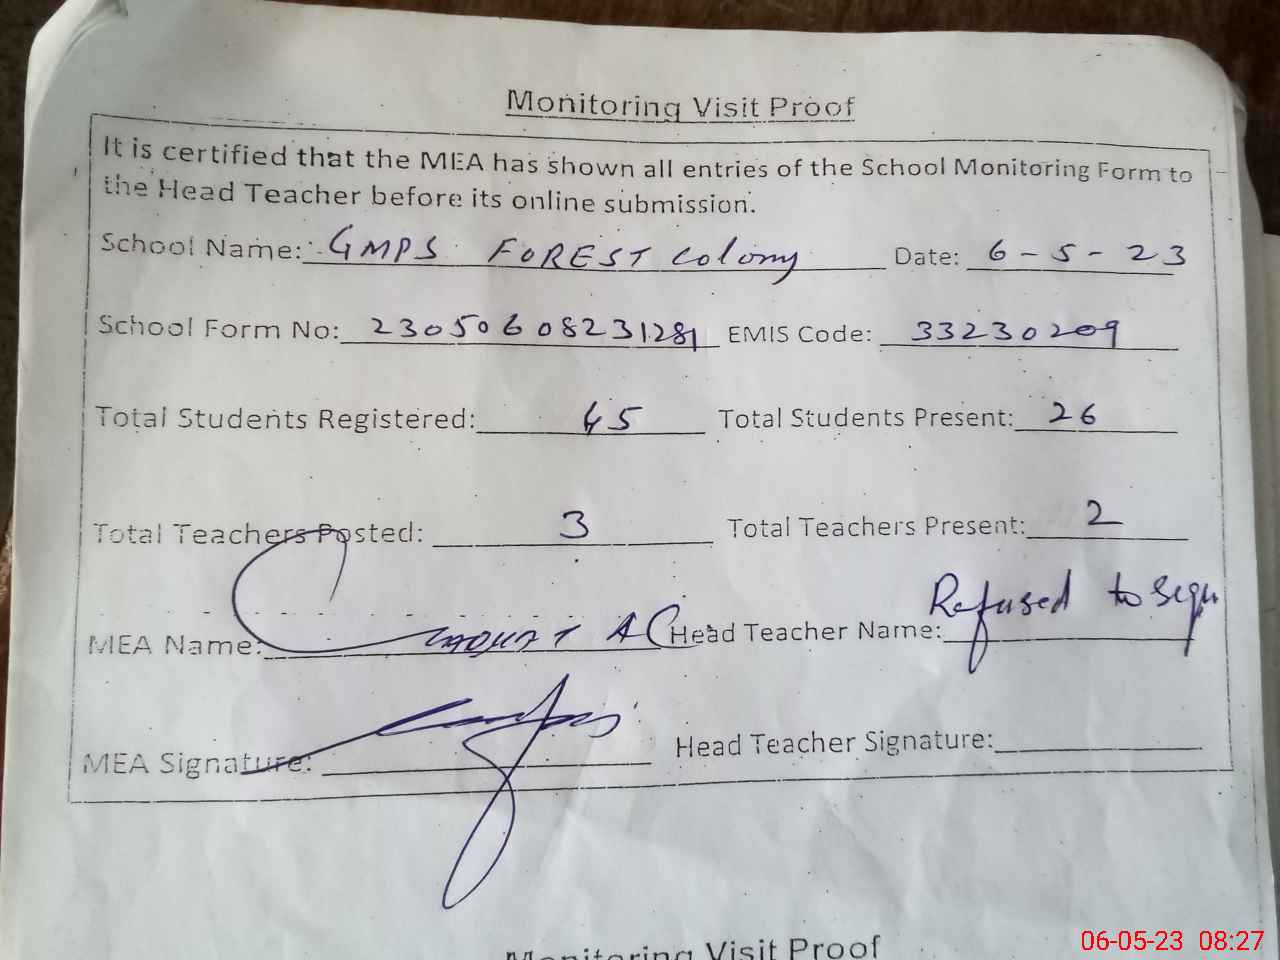 Monitoring Visit Proof
It is certified that the MEA has shown all entries of the School Monitoring Form to
the Head Teacher before its online submission.
School Name: GMPS FOREST Colony Date: 6-5-23
School Form No: 23050608231281 EMIS Code: 33230209
Total Students Registered: 45 Total Students Present: 26
Total Teachers Posted: 3 Total Teachers Present: 2
MEA Name: Head Teacher Name: Refused to Sign
MEA Signature: Head Teacher Signature:
Monitoring Visit Proof
06-05-23 08:27